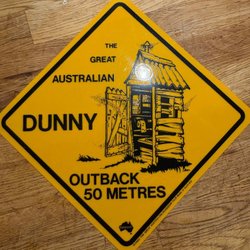 THE
GREAT
AUSTRALIAN
DUNNY
OUTBACK
50 METRES